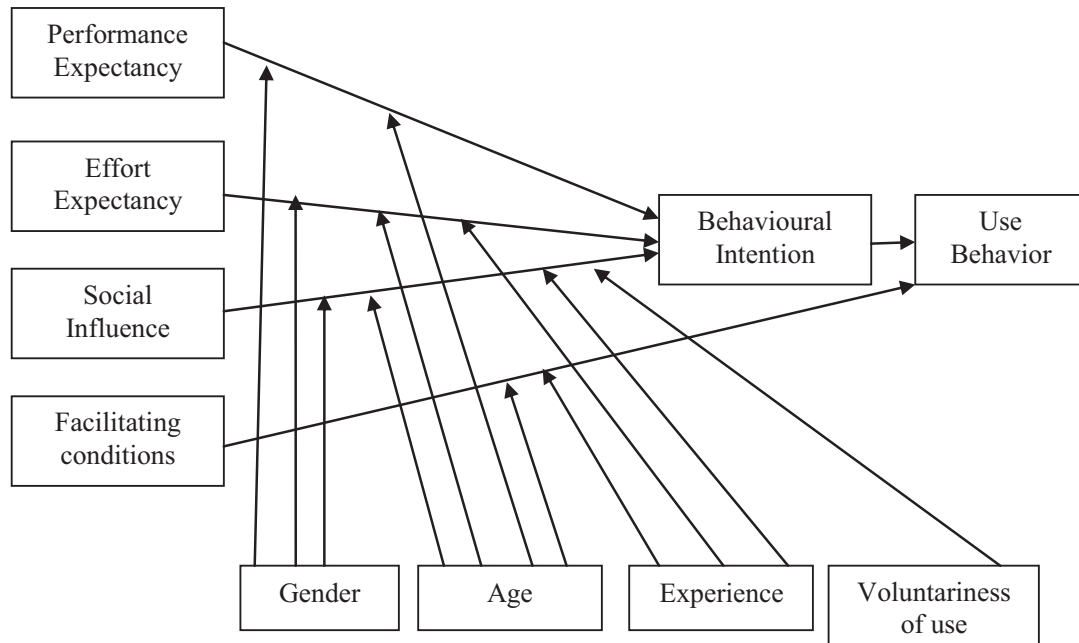 Performance
Expectancy
Effort
Expectancy
Social
Influence
Facilitating
conditions
Behavioural
Intention
Use
Behavior
Gender
Age
Experience
Voluntariness
of use